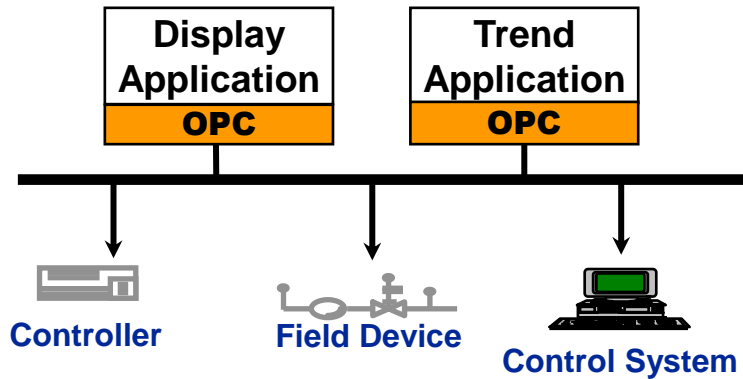 Display
Application
OPC
Trend
Application
OPC
Controller
Field Device
Control System